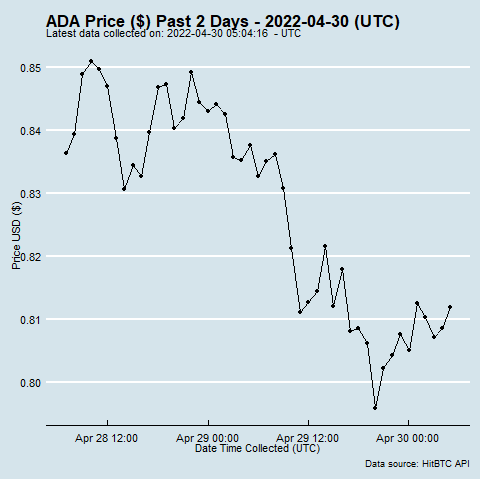 ADA Price ($) Past 2 Days - 2022-04-30 (UTC)
Latest data collected on: 2022-04-30 05:04:16 - UTC
0.85
0.84
0.83
0.82
0.81
0.80
Price USD ($)
Apr 28 12:00
Apr 29 00:00
Apr 29 12:00
Apr 30 00:00
Date Time Collected (UTC)
Data source: HitBTC API